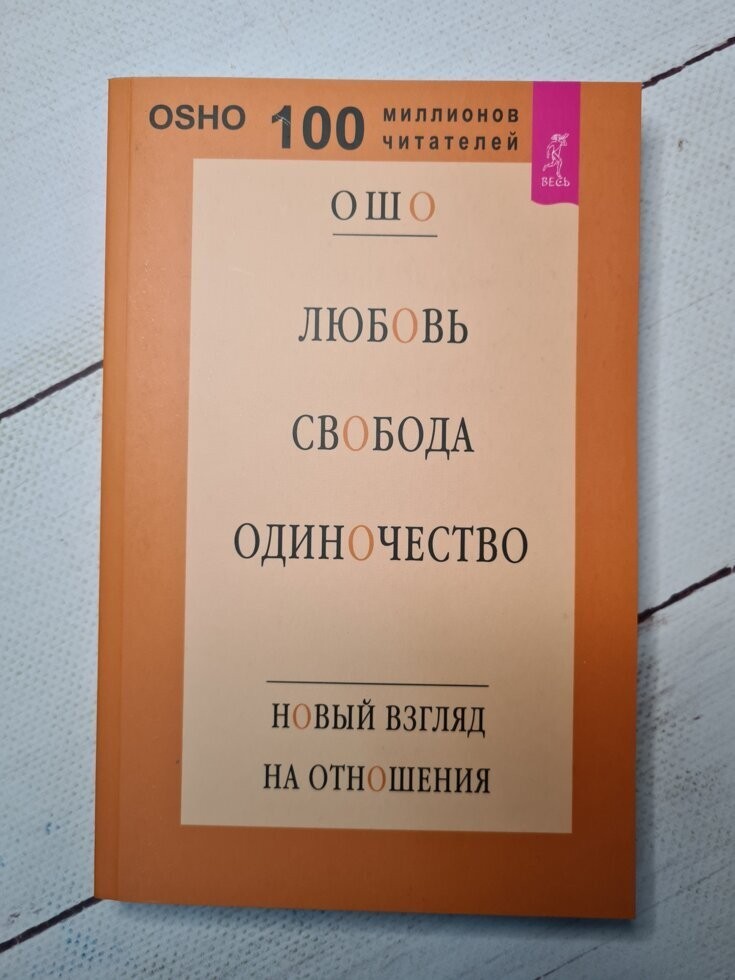 OSHO 100 миллионов
читателей
ВЕСЬ
ОШО
ЛЮБОВЬ
СВОБОДА
ОДИНОЧЕСТВО
НОВЫЙ ВЗГЛЯД
НА ОТНОШЕНИЯ